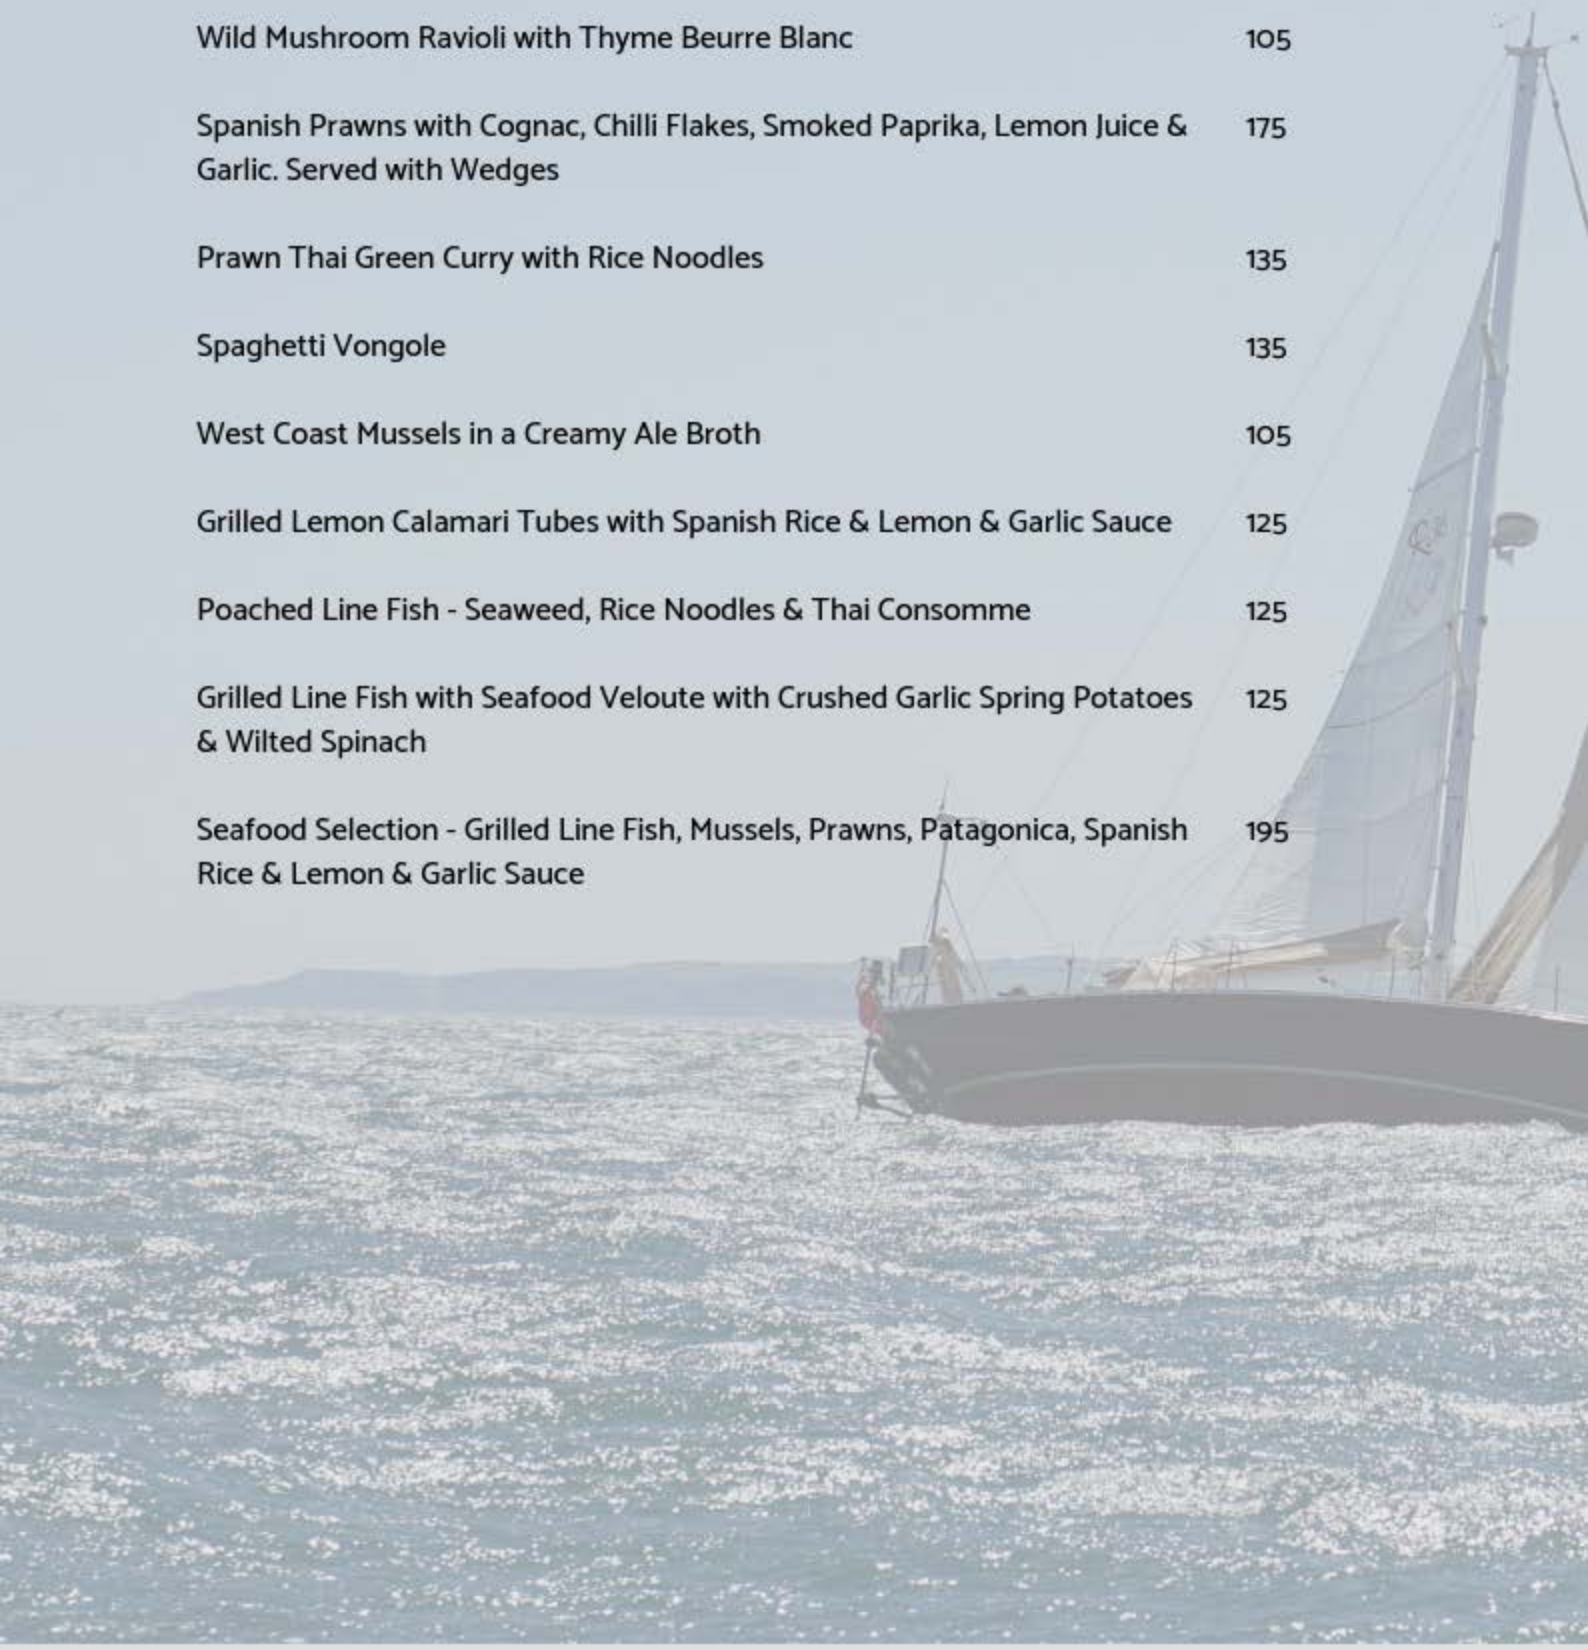 Wild Mushroom Ravioli with Thyme Beurre Blanc 105
Spanish Prawns with Cognac, Chilli Flakes, Smoked Paprika, Lemon Juice & 175
Garlic. Served with Wedges
Prawn Thai Green Curry with Rice Noodles 135
Spaghetti Vongole 135
West Coast Mussels in a Creamy Ale Broth 105
Grilled Lemon Calamari Tubes with Spanish Rice & Lemon & Garlic Sauce 125
Poached Line Fish - Seaweed, Rice Noodles & Thai Consomme 125
Grilled Line Fish with Seafood Veloute with Crushed Garlic Spring Potatoes 125
& Wilted Spinach
Seafood Selection - Grilled Line Fish, Mussels, Prawns, Patagonica, Spanish 195
Rice & Lemon & Garlic Sauce